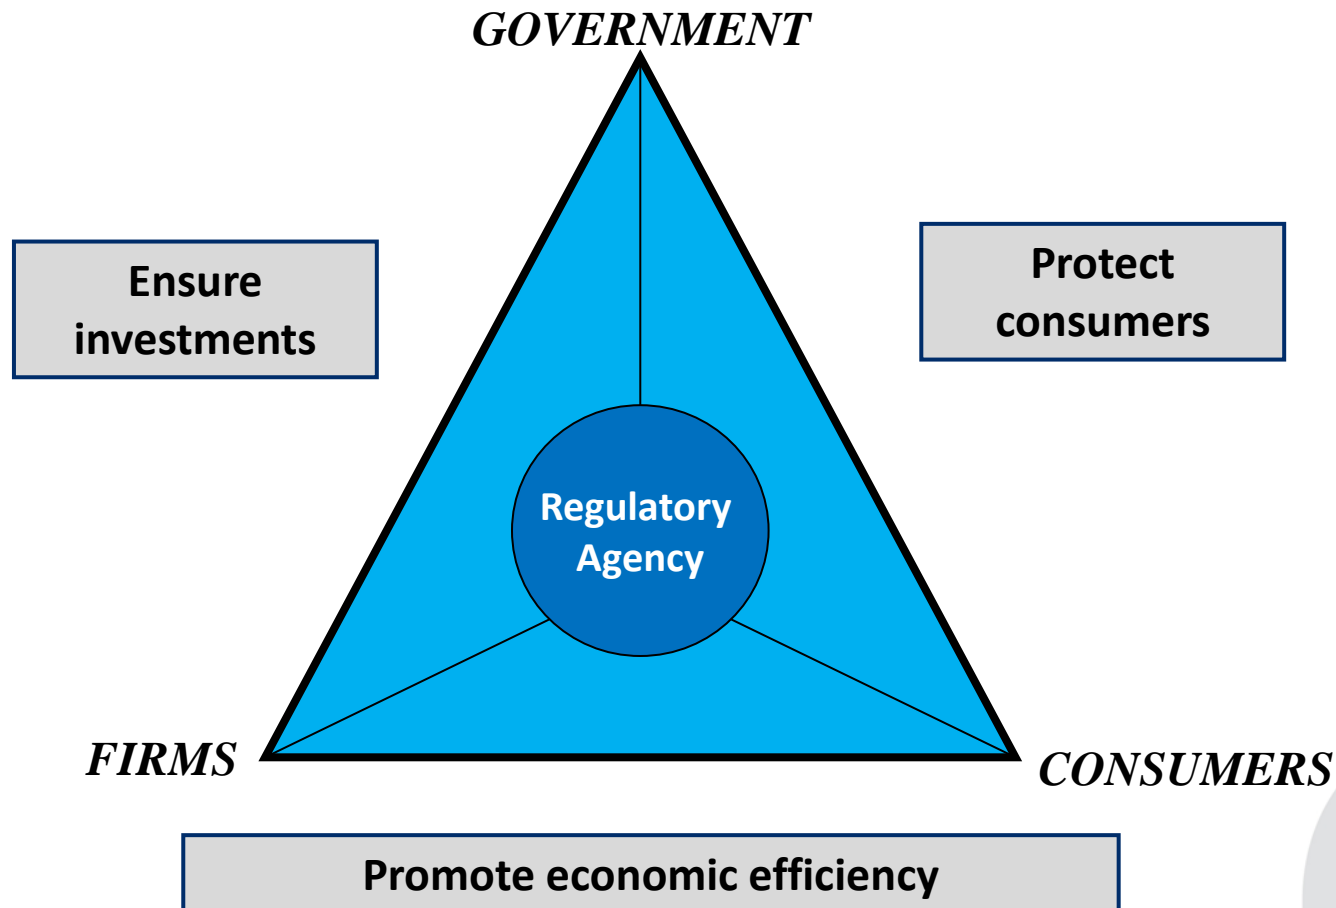 GOVERNMENT
Ensure
investments
Protect
consumers
Regulatory
Agency
FIRMS
CONSUMERS
Promote economic efficiency